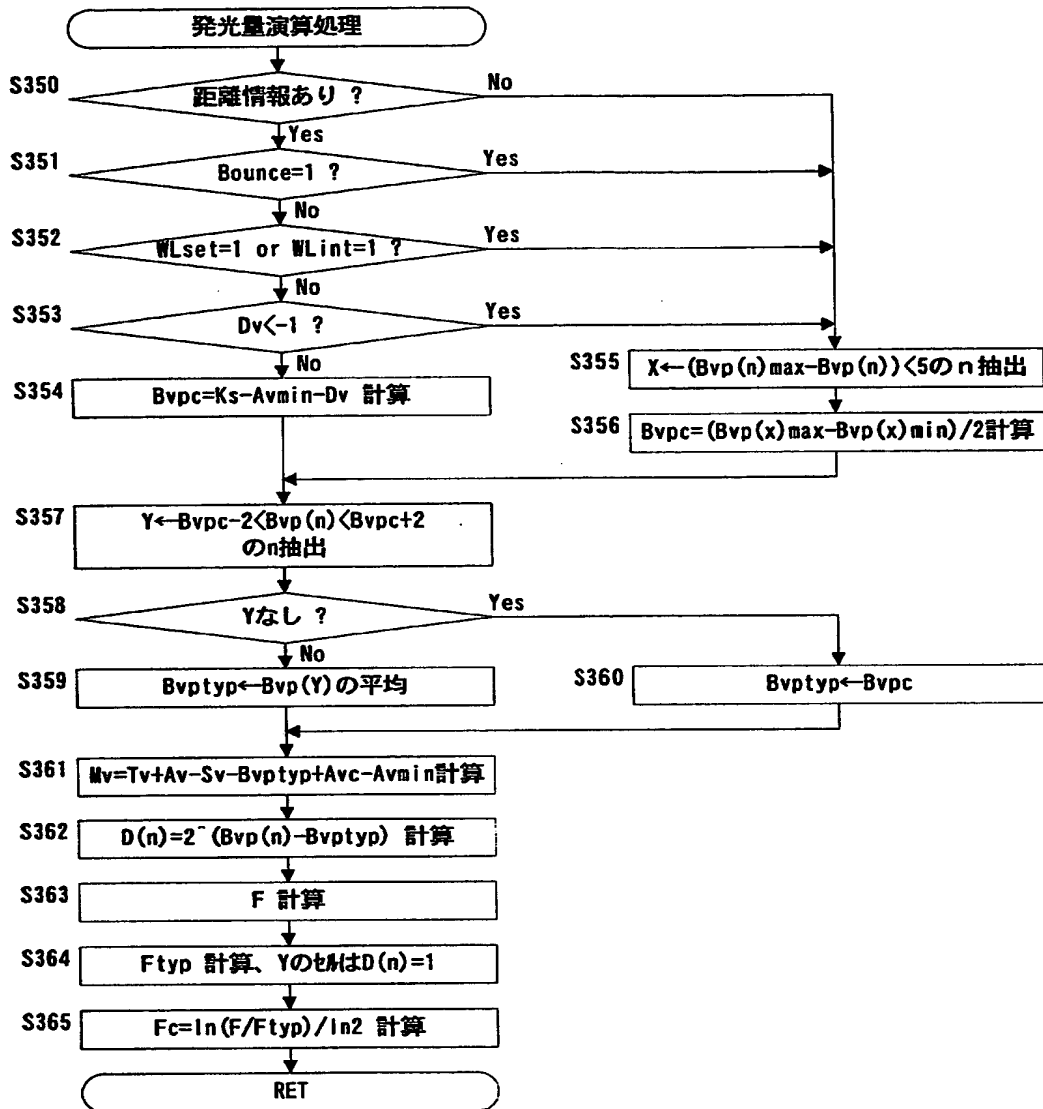 発光量演算処理
S350
距離情報あり ?
No
Yes
S351
Bounce=1 ?
Yes
No
S352
WLset=1 or WLint=1 ?
Yes
No
S353
Dv<-1 ?
Yes
No
S354
Bvpc=Ks-Avmin-Dv 計算
S355
X←(Bvp(n)max-Bvp(n))<5のn抽出
S356
Bvpc=(Bvp(x)max-Bvp(x)min)/2計算
S357
Y←Bvpc-2<Bvp(n)<Bvpc+2
のn抽出
S358
Yなし ?
Yes
No
S359
Bvptyp←Bvp(Y)の平均
S360
Bvptyp←Bvpc
S361
Mv=Tv+Av-Sv-Bvptyp+Avc-Avmin計算
S362
D(n)=2^(Bvp(n)-Bvptyp) 計算
S363
F 計算
S364
Ftyp 計算、YのセルはD(n)=1
S365
Fc=ln(F/Ftyp)/ln2 計算
RET